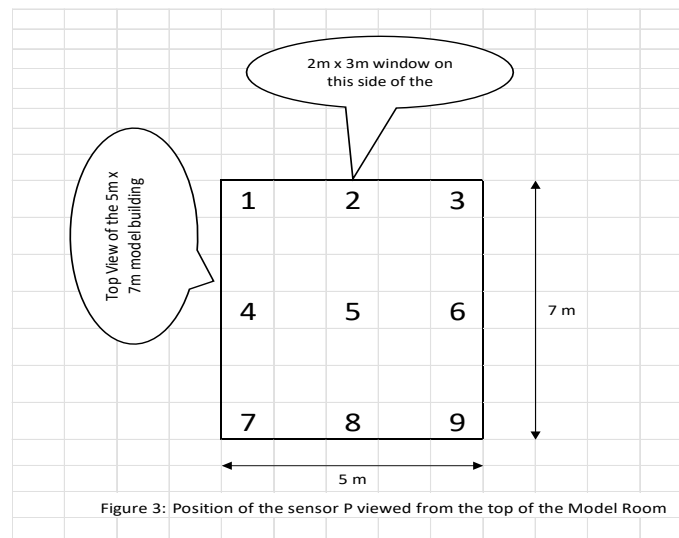 2m x 3m window on
this side of the
Top View of the 5m x
7m model building
1 2 3
4 5 6
7 m
7 8 9
5 m
Figure 3: Position of the sensor P viewed from the top of the Model Room